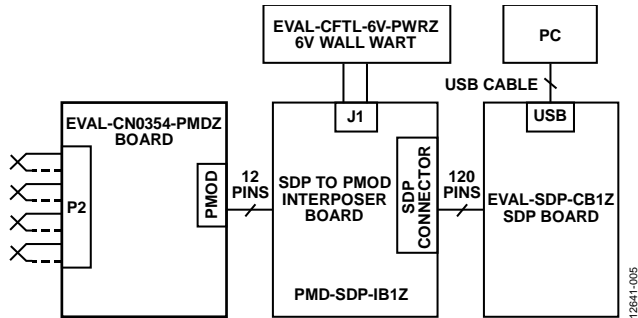 EVAL-CFTL-6V-PWRZ
6V WALL WART
PC
USB CABLE
J1
USB
EVAL-CN0354-PMDZ
BOARD
P2
PMOD
12
PINS
SDP TO PMOD
INTERPOSER
BOARD
SDP
CONNECTOR
120
PINS
EVAL-SDP-CB1Z
SDP BOARD
PMD-SDP-IB1Z
12641-005